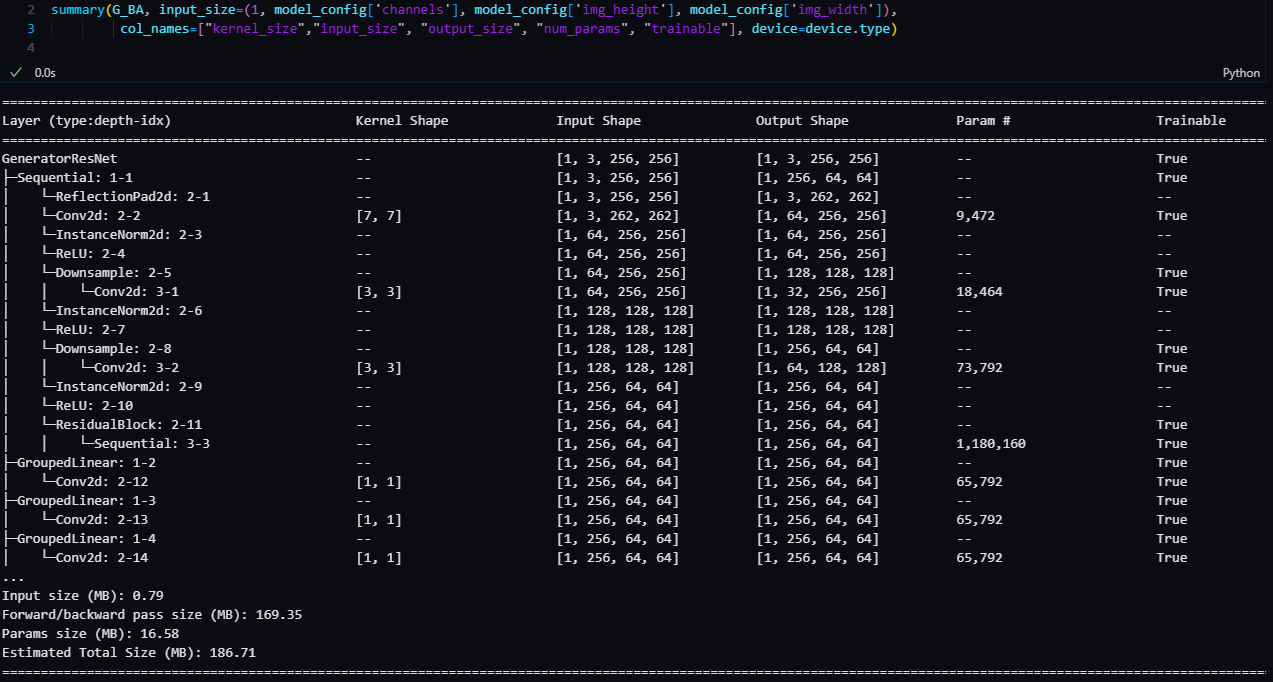 2 summary(G_BA, input_size=(1, model_config['channels'], model_config['img_height'], model_config['img_width']),
3 col_names=["kernel_size","input_size", "output_size", "num_params", "trainable"], device=device.type)
4
✓ 0.0s Python
====================================================================================================
Layer (type:depth-idx) Kernel Shape Input Shape Output Shape Param # Trainable
====================================================================================================
GeneratorResNet -- [1, 3, 256, 256] [1, 3, 256, 256] -- True
├─Sequential: 1-1 -- [1, 3, 256, 256] [1, 256, 64, 64] -- True
│ └─ReflectionPad2d: 2-1 -- [1, 3, 256, 256] [1, 3, 262, 262] -- --
│ └─Conv2d: 2-2 [7, 7] [1, 3, 262, 262] [1, 64, 256, 256] 9,472 True
│ └─InstanceNorm2d: 2-3 -- [1, 64, 256, 256] [1, 64, 256, 256] -- --
│ └─ReLU: 2-4 -- [1, 64, 256, 256] [1, 64, 256, 256] -- --
│ └─Downsample: 2-5 -- [1, 64, 256, 256] [1, 128, 128, 128] -- True
│ │ └─Conv2d: 3-1 [3, 3] [1, 64, 256, 256] [1, 32, 256, 256] 18,464 True
│ └─InstanceNorm2d: 2-6 -- [1, 128, 128, 128] [1, 128, 128, 128] -- --
│ └─ReLU: 2-7 -- [1, 128, 128, 128] [1, 128, 128, 128] -- --
│ └─Downsample: 2-8 -- [1, 128, 128, 128] [1, 256, 64, 64] -- True
│ │ └─Conv2d: 3-2 [3, 3] [1, 128, 128, 128] [1, 64, 128, 128] 73,792 True
│ └─InstanceNorm2d: 2-9 -- [1, 256, 64, 64] [1, 256, 64, 64] -- --
│ └─ReLU: 2-10 -- [1, 256, 64, 64] [1, 256, 64, 64] -- --
│ └─ResidualBlock: 2-11 -- [1, 256, 64, 64] [1, 256, 64, 64] -- True
│ │ └─Sequential: 3-3 -- [1, 256, 64, 64] [1, 256, 64, 64] 1,180,160 True
├─GroupedLinear: 1-2 -- [1, 256, 64, 64] [1, 256, 64, 64] -- True
│ └─Conv2d: 2-12 [1, 1] [1, 256, 64, 64] [1, 256, 64, 64] 65,792 True
├─GroupedLinear: 1-3 -- [1, 256, 64, 64] [1, 256, 64, 64] -- True
│ └─Conv2d: 2-13 [1, 1] [1, 256, 64, 64] [1, 256, 64, 64] 65,792 True
├─GroupedLinear: 1-4 -- [1, 256, 64, 64] [1, 256, 64, 64] -- True
│ └─Conv2d: 2-14 [1, 1] [1, 256, 64, 64] [1, 256, 64, 64] 65,792 True
...
Input size (MB): 0.79
Forward/backward pass size (MB): 169.35
Params size (MB): 16.58
Estimated Total Size (MB): 186.71
====================================================================================================